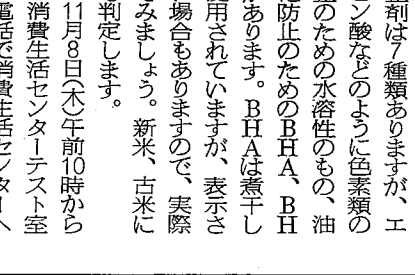 剤は7種類ありますが、エ
ン酸などのように色素類の
のための水溶性のもの、油
防止のためのBHA、BH
あります。BHAは煮干し
用されていますが、表示さ
場合もありますので、実際
みましょう。新米、古米に
判定します。
11月8日(木)午前10時から
消費生活センターテスト室
電話で消費生活センターへ